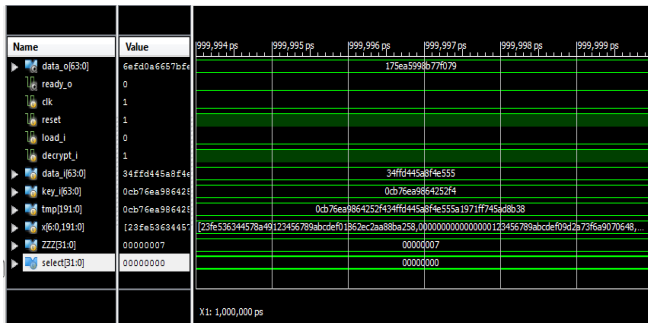 Name Value 999,994 ps 999,995 ps 999,996 ps 999,997 ps 999,998 ps 999,999 ps
data_o[63:0] 6efd0a6657bfe 175ea5998b77f079
ready_o 0
clk 1
reset 1
load_i 0
decrypt_i 1
data_i[63:0] 34ffd445a8f4e 34ffd445a8f4e555
key_i[63:0] 0cb76ea986425 0cb76ea9864252f4
tmp[191:0] 0cb76ea986425 0cb76ea9864252f434ffd445a8f4e555a1971ff745ad8b38
x[6:0,191:0] [23fe53634457 [23fe536344578a49123456789abcdef01862ec2aa88ba258,0000000000000000123456789abcdef09d2a73f6a9070648,...
ZZZ[31:0] 00000007 00000007
select[31:0] 00000000 00000000
X1: 1,000,000 ps